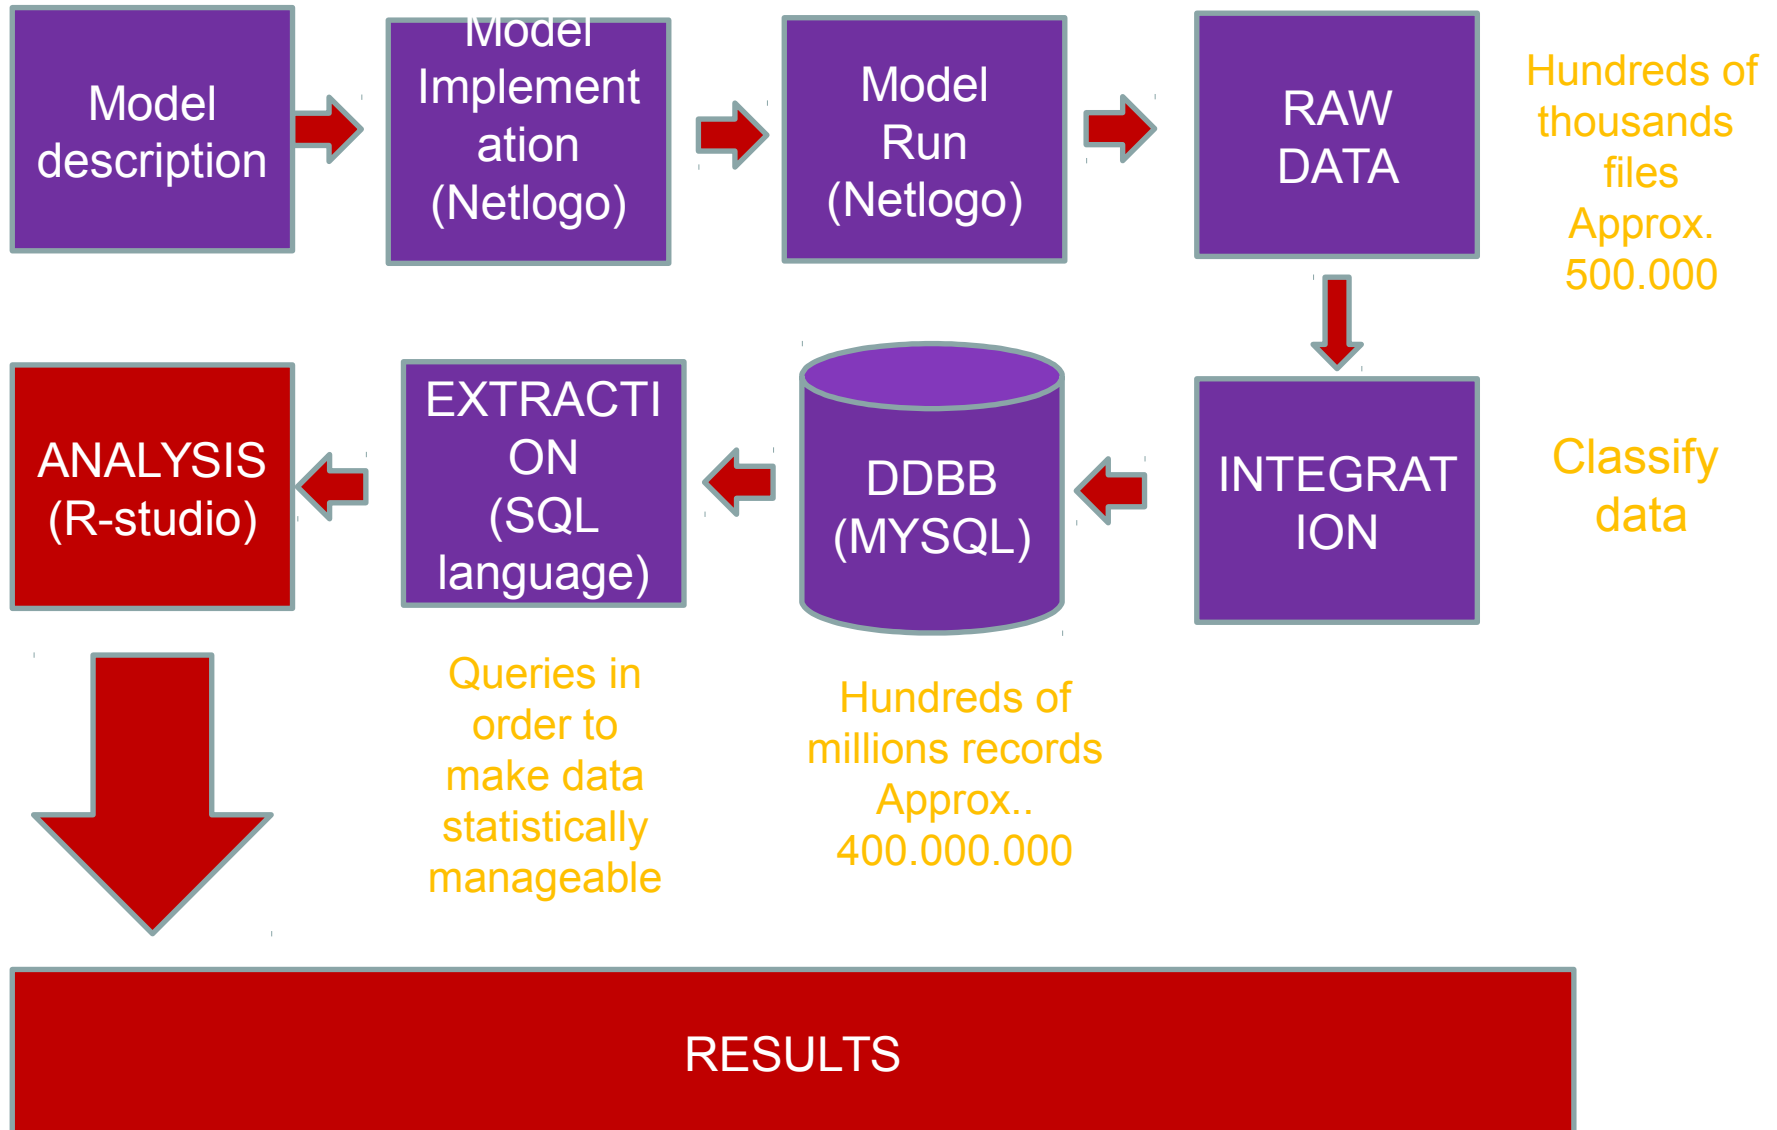 Model
description
Model
Implement
ation
(Netlogo)
Model
Run
(Netlogo)
RAW
DATA
Hundreds of
thousands
files
Approx.
500.000
ANALYSIS
(R-studio)
EXTRACTI
ON
(SQL
language)
DDBB
(MYSQL)
INTEGRAT
ION
Classify
data
Queries in
order to
make data
statistically
manageable
Hundreds of
millions records
Approx..
400.000.000
RESULTS